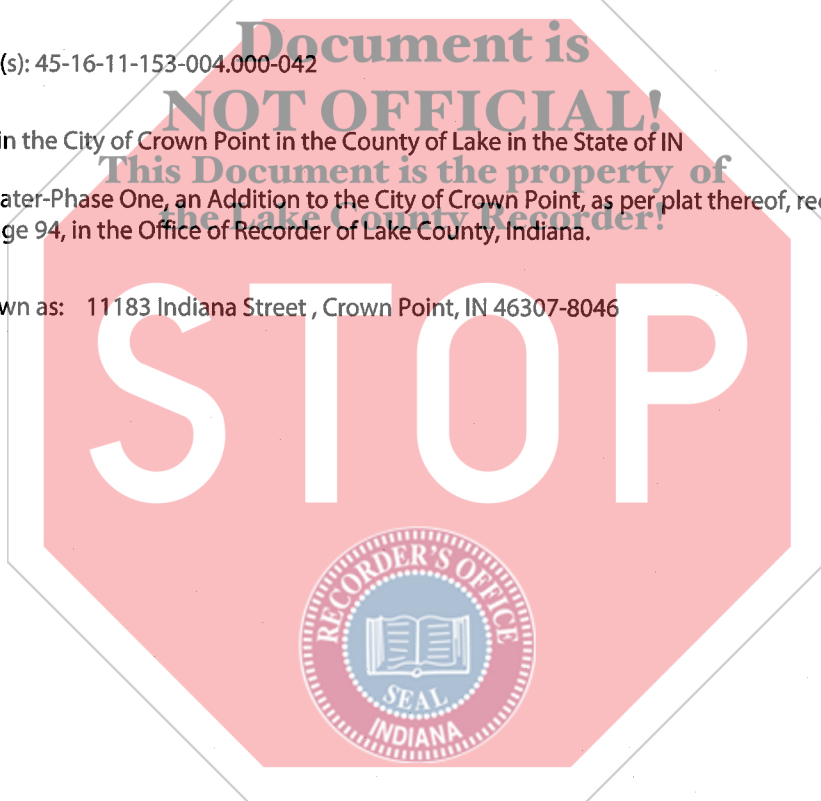 Document is
(s): 45-16-11-153-004.000-042
NOT OFFICIAL!
in the City of Crown Point in the County of Lake in the State of IN
This Document is the property of
ater-Phase One, an Addition to the City of Crown Point, as per plat thereof, rec
the Lake County Recorder!
ge 94, in the Office of Recorder of Lake County, Indiana.
wn as: 11183 Indiana Street , Crown Point, IN 46307-8046
STOP
RECORDER'S OFFICE
SEAL
INDIANA